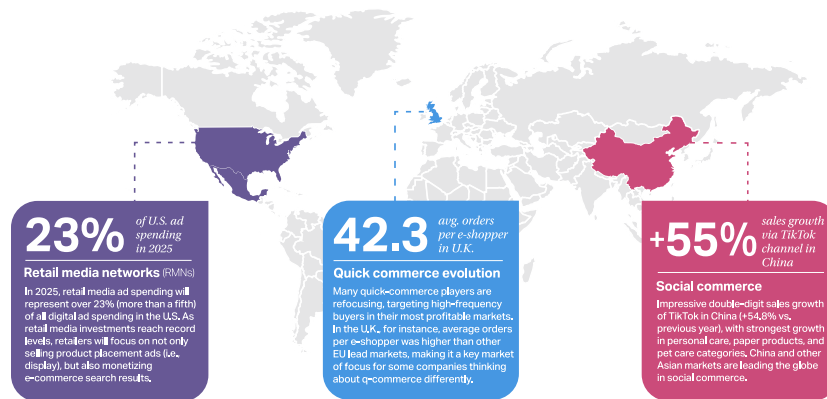 23%
of U.S. ad
spending
in 2025
Retail media networks (RMNs)
In 2025, retail media ad spending will
represent over 23% (more than a fifth)
of all digital ad spending in the U.S. As
retail media investments reach record
levels, retailers will focus on not only
selling product placement ads (i.e.,
display), but also monetizing
e-commerce search results.
42.3
avg. orders
per e-shopper
in U.K.
Quick commerce evolution
Many quick-commerce players are
refocusing, targeting high-frequency
buyers in their most profitable markets.
In the U.K., for instance, average orders
per e-shopper was higher than other
EU lead markets, making it a key market
of focus for some companies thinking
about q-commerce differently.
+55%
sales growth
via TikTok
channel in
China
Social commerce
Impressive double-digit sales growth
of TikTok in China (+54.8% vs.
previous year), with strongest growth
in personal care, paper products, and
pet care categories. China and other
Asian markets are leading the globe
in social commerce.